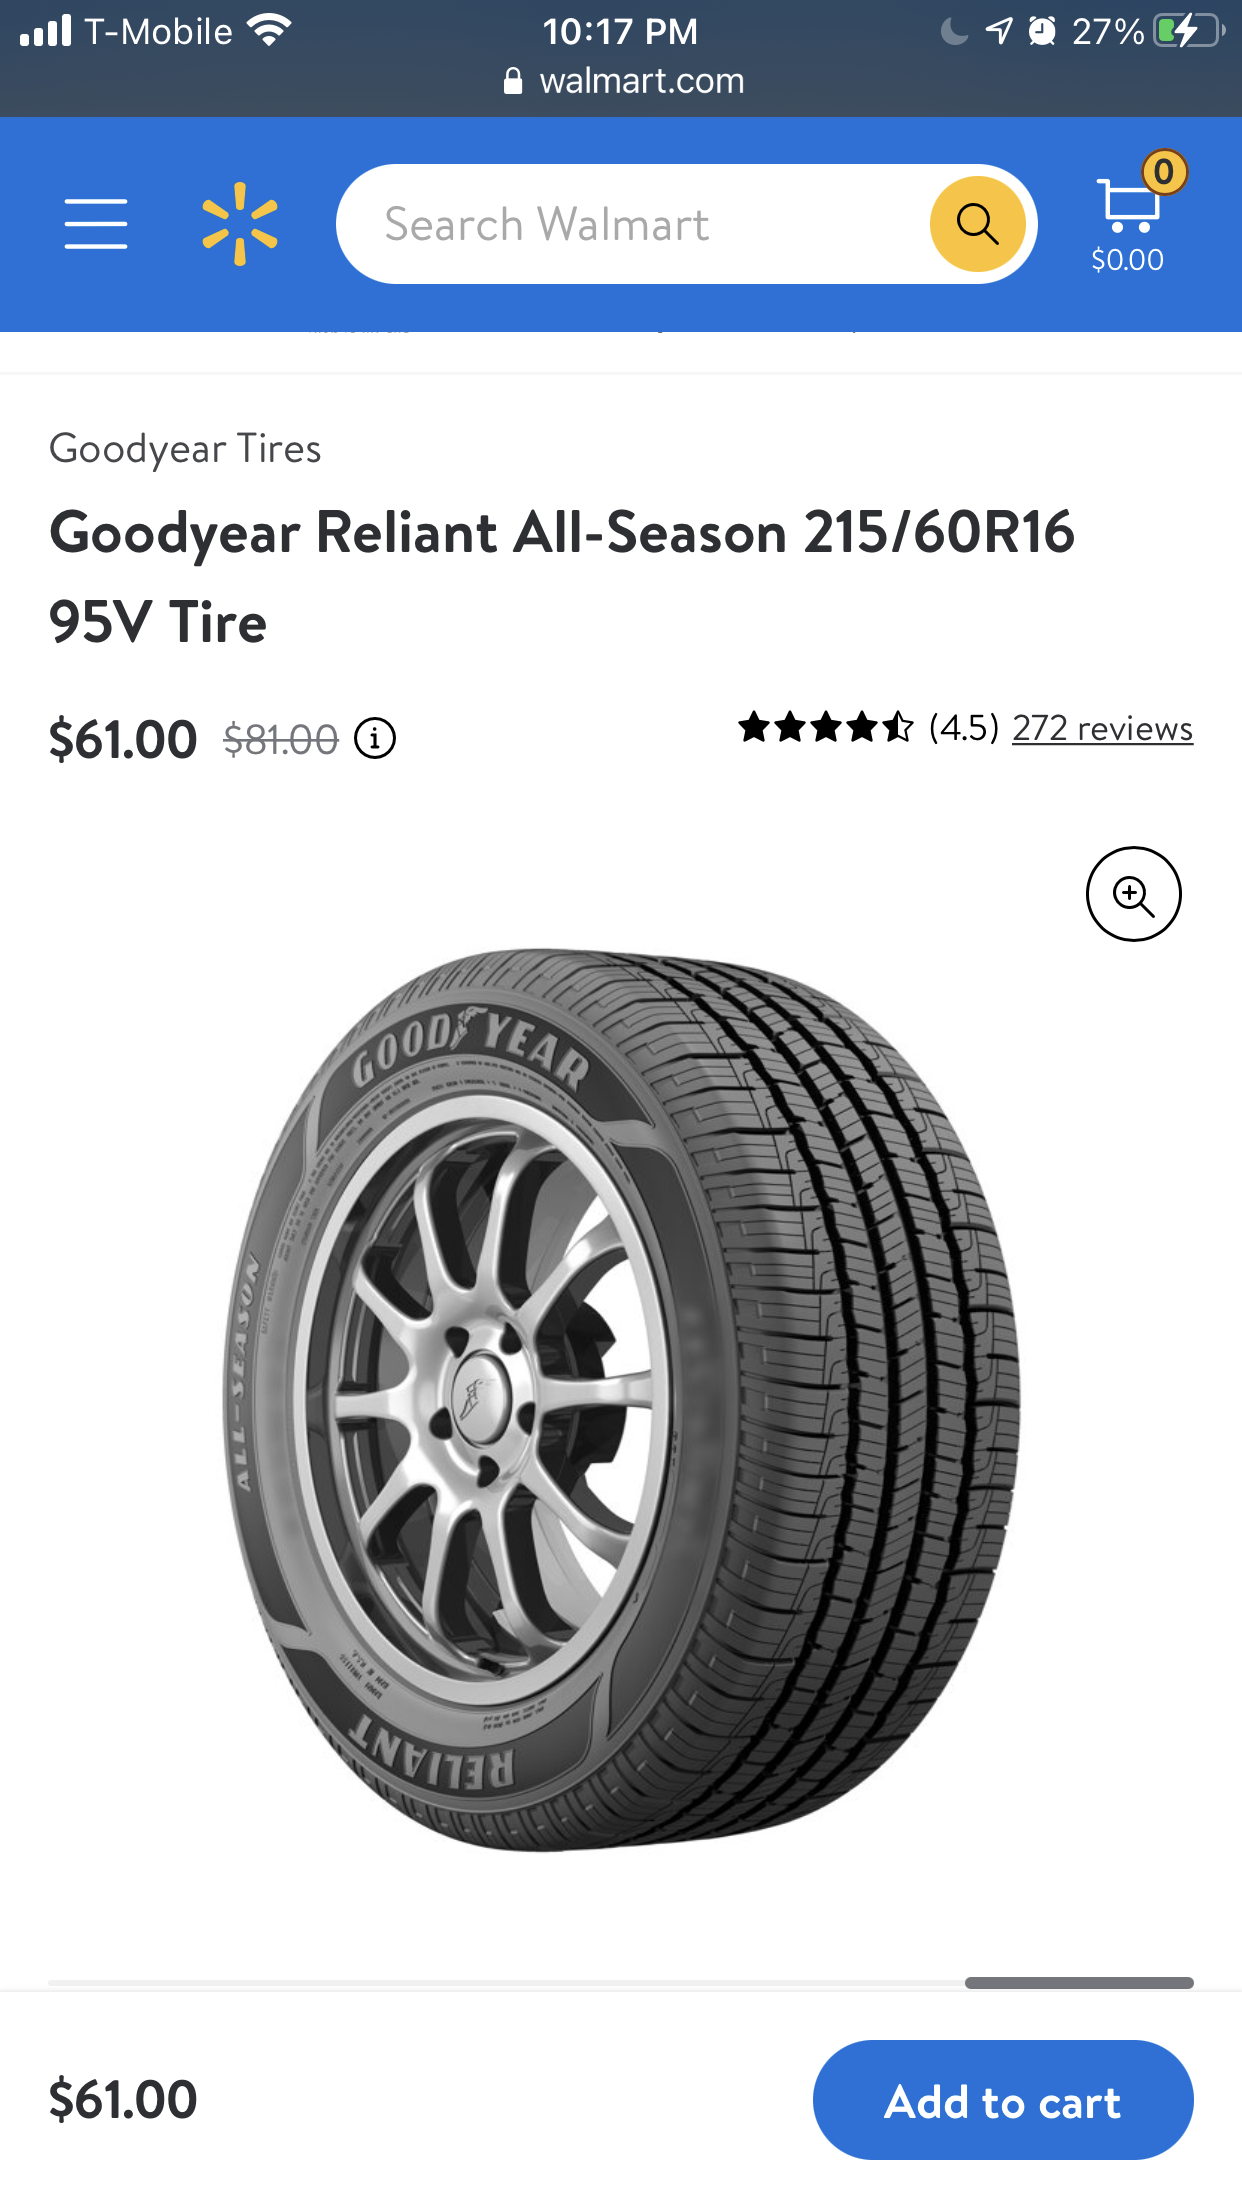 T-Mobile 10:17 PM 27%
walmart.com
Search Walmart
0
$0.00
Goodyear Tires
Goodyear Reliant All-Season 215/60R16
95V Tire
$61.00 $81.00 i (4.5) 272 reviews
GOODYEAR
ALL-SEASON
RELIANT
$61.00 Add to cart